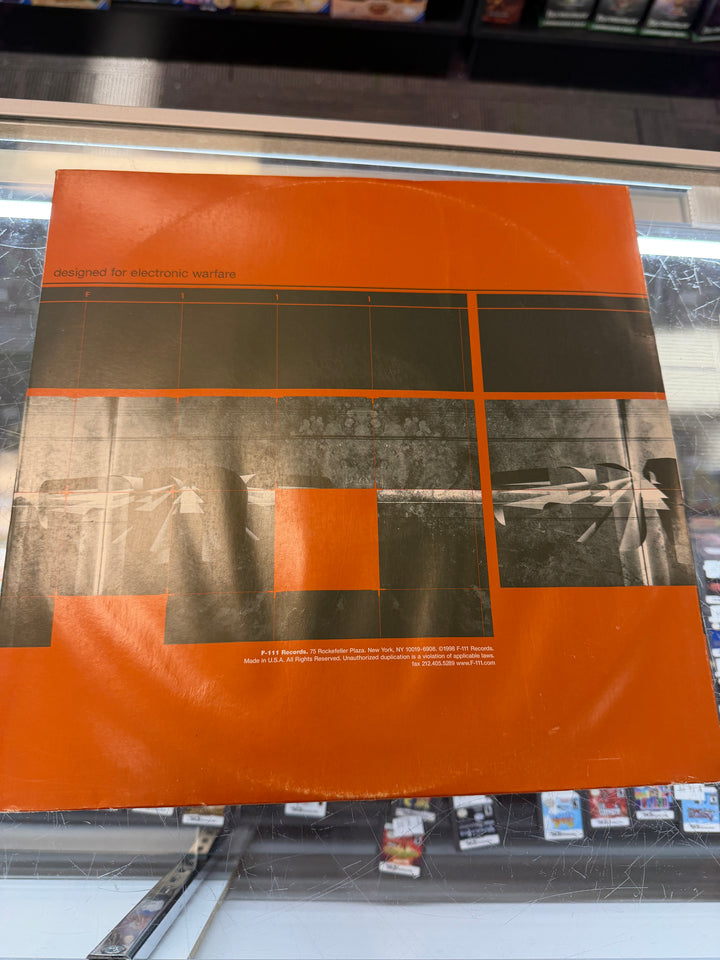 designed for electronic warfare
F 1 1 1
F-111 Records. 75 Rockefeller Plaza. New York, NY 10019-6908. ©1998 F-111 Records.
Made in U.S.A. All Rights Reserved. Unauthorized duplication is a violation of applicable laws.
fax 212.405.5289 www.F-111.com